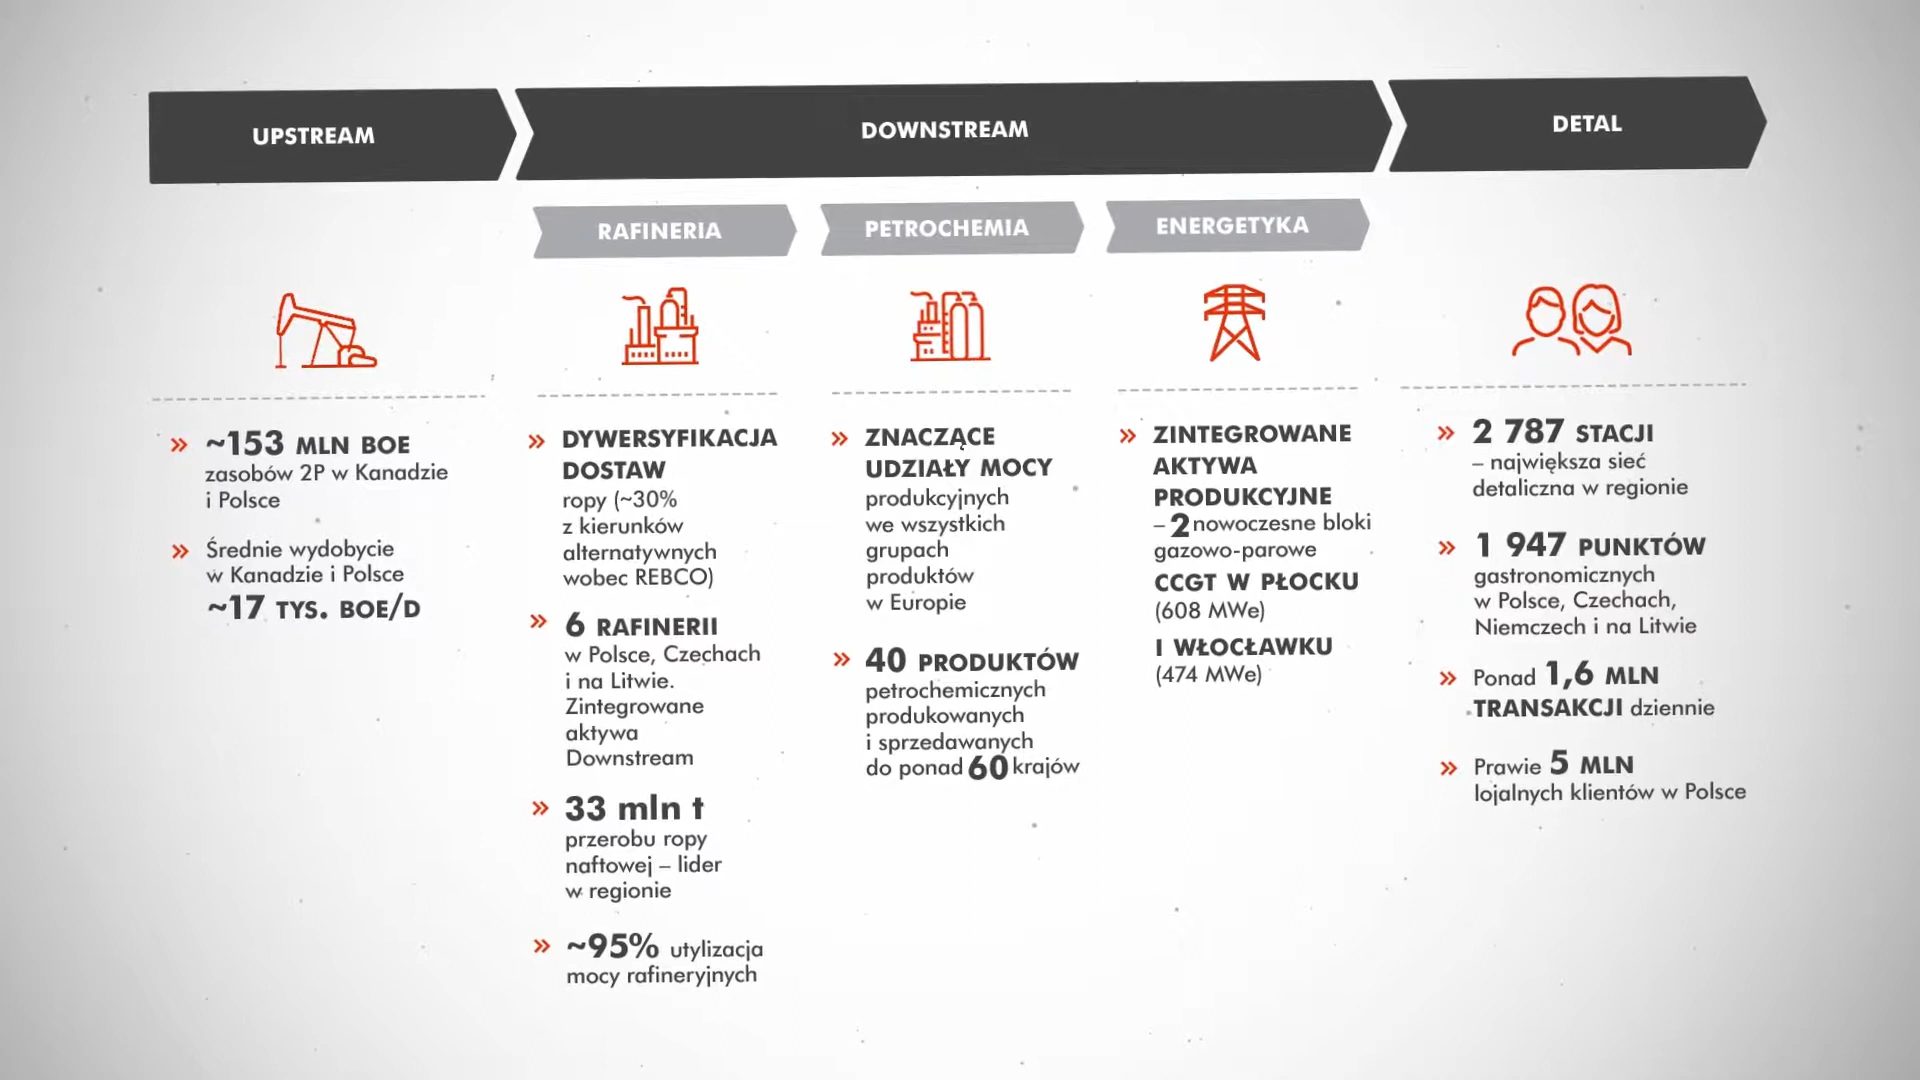 UPSTREAM
DOWNSTREAM
DETAL
RAFINERIA
PETROCHEMIA
ENERGETYKA
~153 MLN BOE
zasobów 2P w Kanadzie
i Polsce
Średnie wydobycie
w Kanadzie i Polsce
~17 TYS. BOE/D
DYWERSYFIKACJA
DOSTAW
ropy (~30%
z kierunków
alternatywnych
wobec REBCO)
6 RAFINERII
w Polsce, Czechach
i na Litwie.
Zintegrowane
aktywa
Downstream
33 mln t
przerobu ropy
naftowej – lider
w regionie
~95% utylizacja
mocy rafineryjnych
ZNACZĄCE
UDZIAŁY MOCY
produkcyjnych
we wszystkich
grupach
produktów
w Europie
40 PRODUKTÓW
petrochemicznych
produkowanych
i sprzedawanych
do ponad 60 krajów
ZINTEGROWANE
AKTYWA
PRODUKCYJNE
– 2 nowoczesne bloki
gazowo-parowe
CCGT W PŁOCKU
(608 MWe)
I WŁOCŁAWKU
(474 MWe)
2 787 STACJI
– największa sieć
detaliczna w regionie
1 947 PUNKTÓW
gastronomicznych
w Polsce, Czechach,
Niemczech i na Litwie
Ponad 1,6 MLN
TRANSAKCJI dziennie
Prawie 5 MLN
lojalnych klientów w Polsce